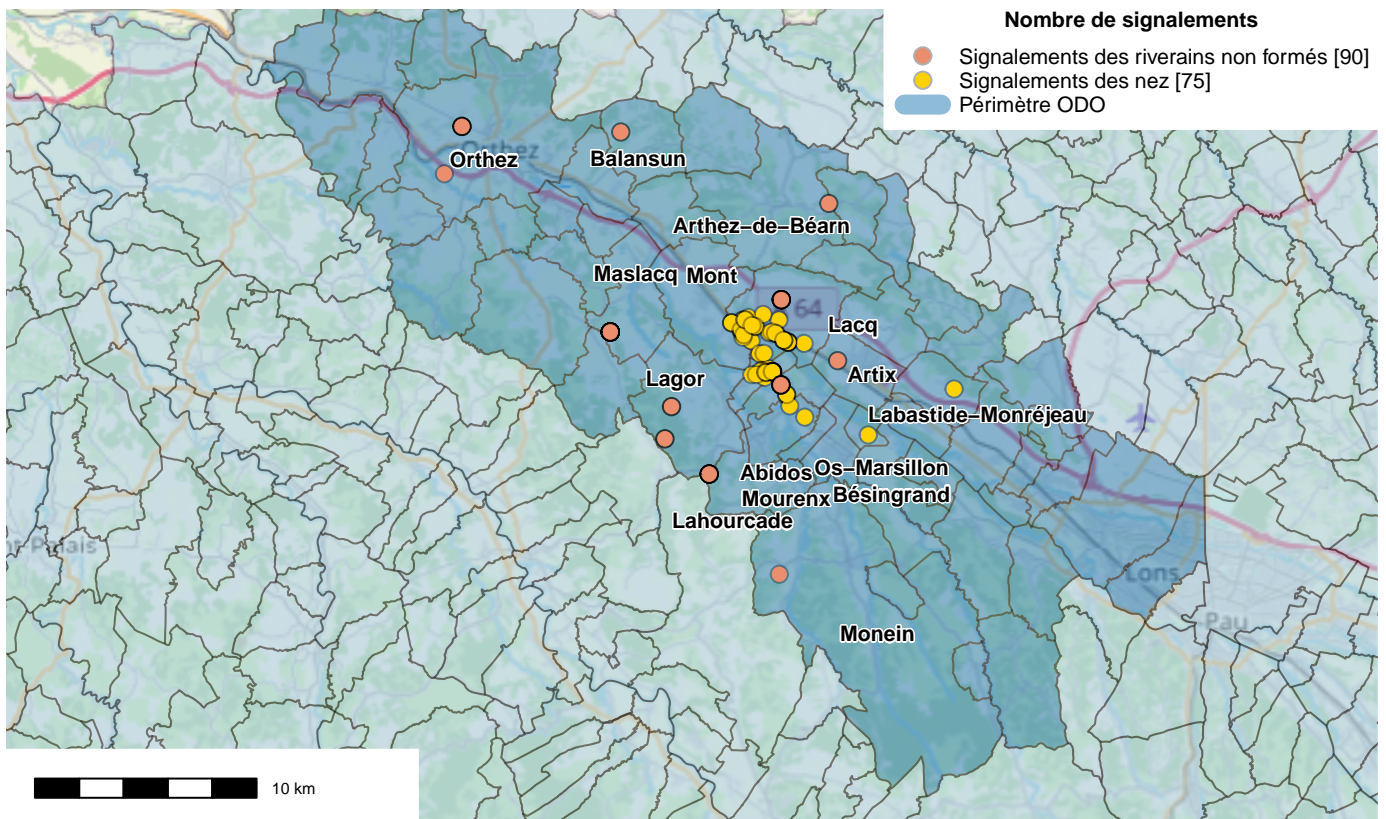 Nombre de signalements
Signalements des riverains non formés [90]
Signalements des nez [75]
Périmètre ODO
Orthez
Orthez
Balansun
Arthez−de−Béarn
Maslacq
Mont
64
Lacq
Artix
Lagor
Labastide−Monréjeau
Abidos
Os−Marsillon
Mourenx
Bésingrand
Lahourcade
Lons
Pau
Monein
10 km